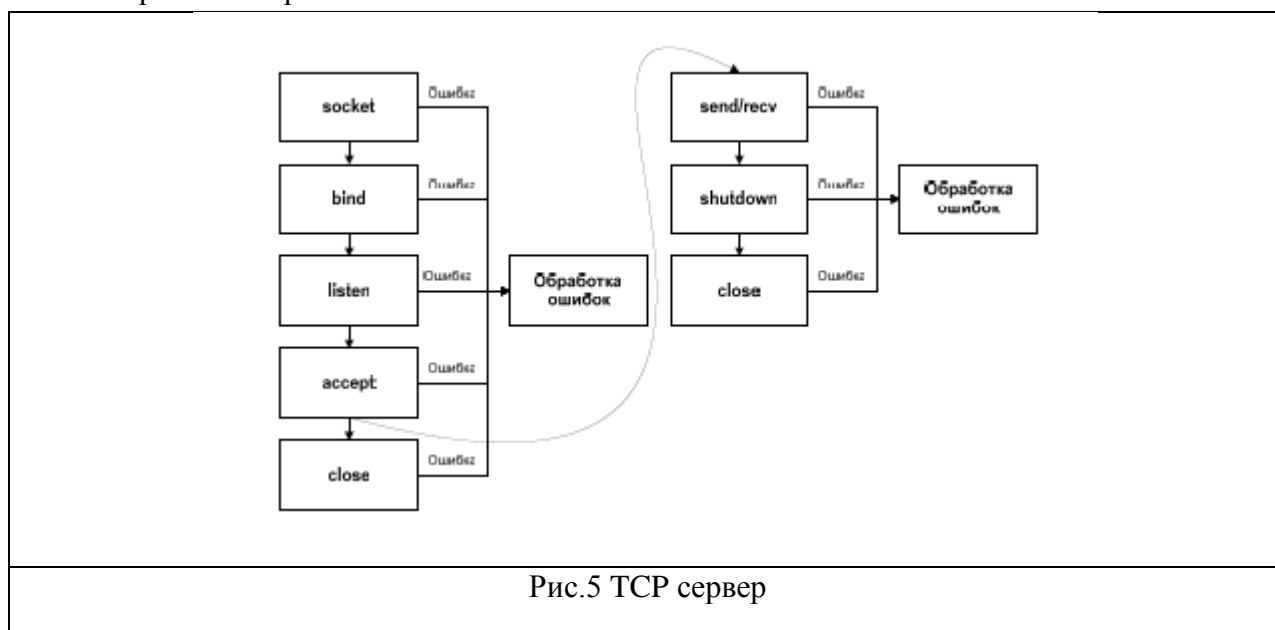 socket
Ошибка
bind
Ошибка
listen
Ошибка
Обработка
ошибок
accept
Ошибка
close
Ошибка
send/recv
Ошибка
shutdown
Ошибка
Обработка
ошибок
close
Ошибка
Рис.5 TCP сервер